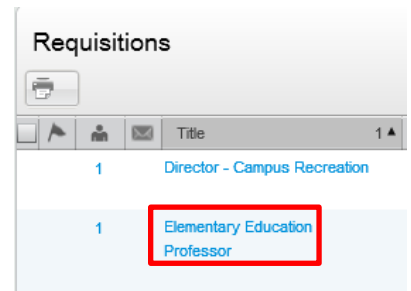 Requisitions
Title 1
1 Director - Campus Recreation
1 Elementary Education
Professor